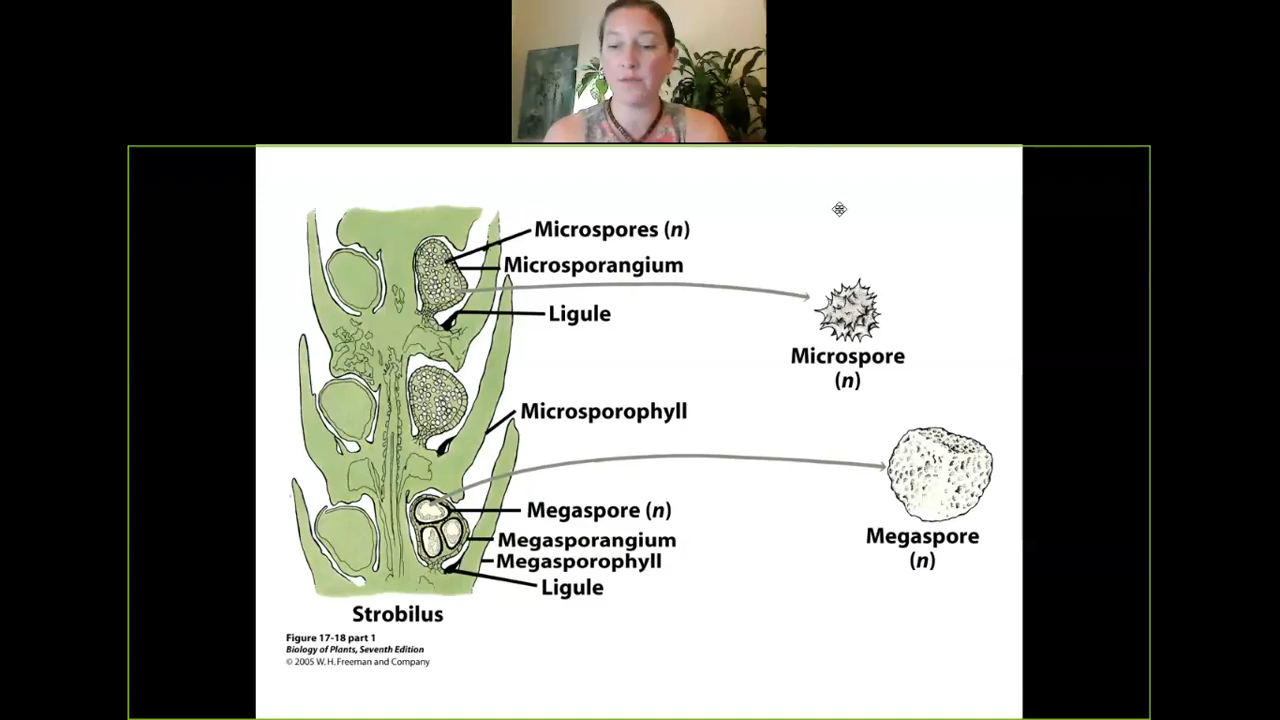 Microspores (n)
Microsporangium
Ligule
Microspore
(n)
Microsporophyll
Megaspore (n)
Megasporangium
Megasporophyll
Ligule
Megaspore
(n)
Strobilus
Figure 17-18 part 1
Biology of Plants, Seventh Edition
© 2005 W. H. Freeman and Company